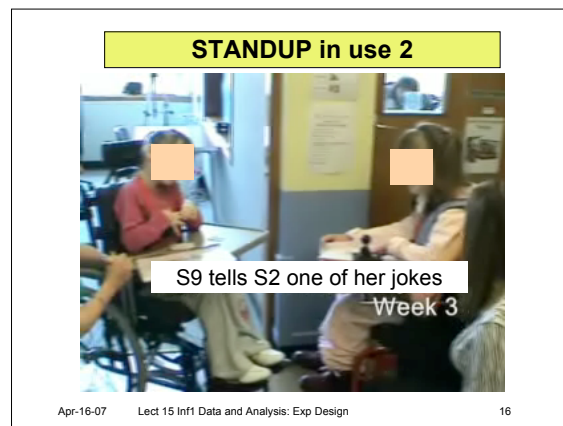 STANDUP in use 2
S9 tells S2 one of her jokes
Week 3
Apr-16-07 Lect 15 Inf1 Data and Analysis: Exp Design 16